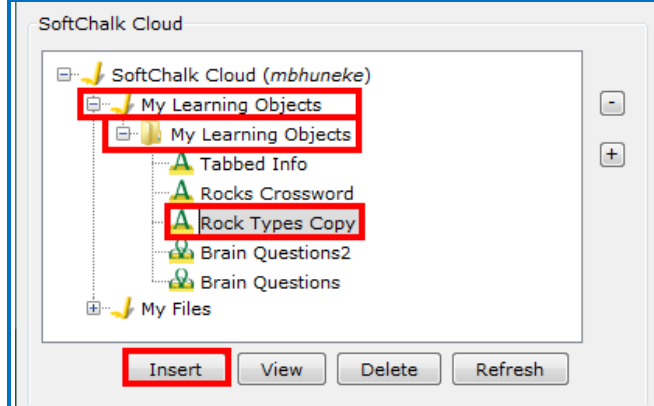 SoftChalk Cloud
SoftChalk Cloud (mbhuneke)
My Learning Objects
My Learning Objects
Tabbed Info
Rocks Crossword
Rock Types Copy
Brain Questions2
Brain Questions
My Files
Insert View Delete Refresh